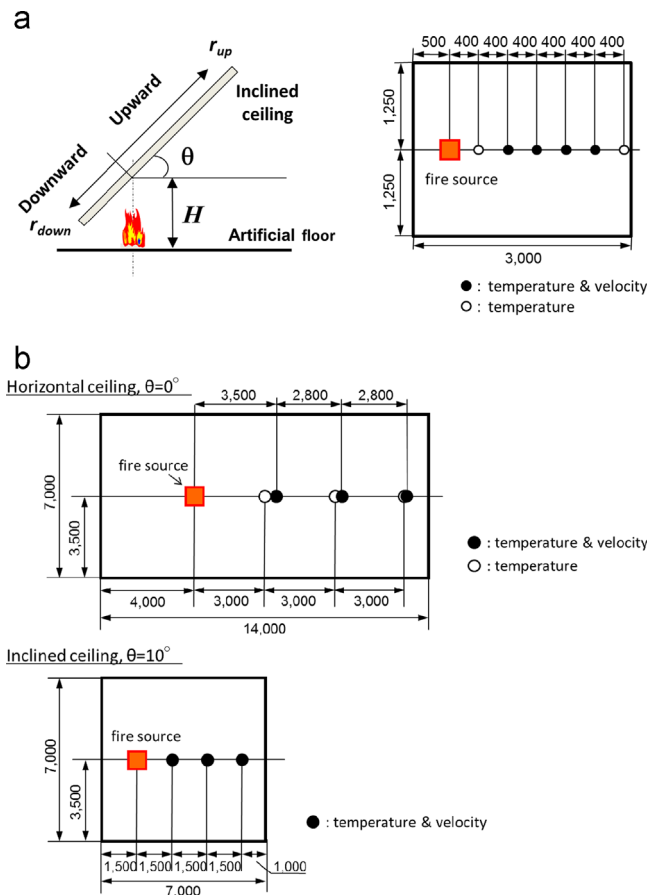 a
r_up
Upward
Inclined
ceiling
θ
Downward
H
r_down
Artificial floor
500 400 400 400 400 400 400
1,250
fire source
1,250
3,000
● : temperature & velocity
○ : temperature
b
Horizontal ceiling, θ=0°
3,500 2,800 2,800
fire source
7,000
3,500
● : temperature & velocity
○ : temperature
4,000 3,000 3,000 3,000
14,000
Inclined ceiling, θ=10°
fire source
7,000
3,500
● : temperature & velocity
1,500 1,500 1,500 1,500 1,000
7,000